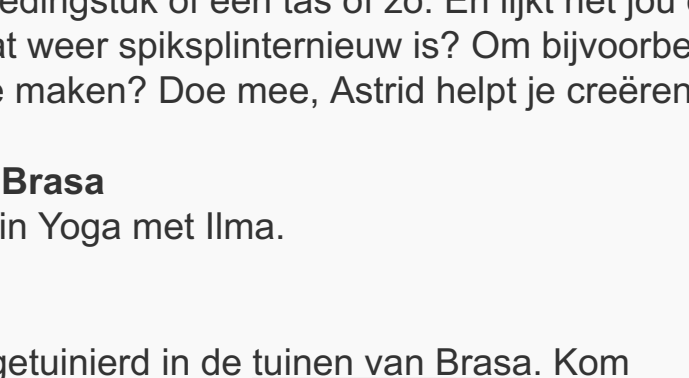 edingstuk of een tas of zo. En lijkt het jou
at weer spiksplinternieuw is? Om bijvoorbe
maken? Doe mee, Astrid helpt je creëren
Brasa
in Yoga met Ilma.
getuinierd in de tuinen van Brasa. Kom